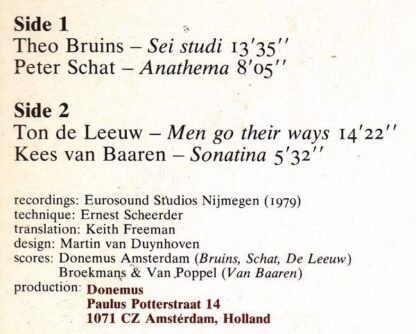 Side 1
Theo Bruins – Sei studi 13'35''
Peter Schat – Anathema 8'05''
Side 2
Ton de Leeuw – Men go their ways 14'22''
Kees van Baaren – Sonatina 5'32''
recordings: Eurosound Studios Nijmegen (1979)
technique: Ernest Scheerder
translation: Keith Freeman
design: Martin van Duynhoven
scores: Donemus Amsterdam (Bruins, Schat, De Leeuw)
Broekmans & Van Poppel (Van Baaren)
production: Donemus
Paulus Potterstraat 14
1071 CZ Amsterdam, Holland